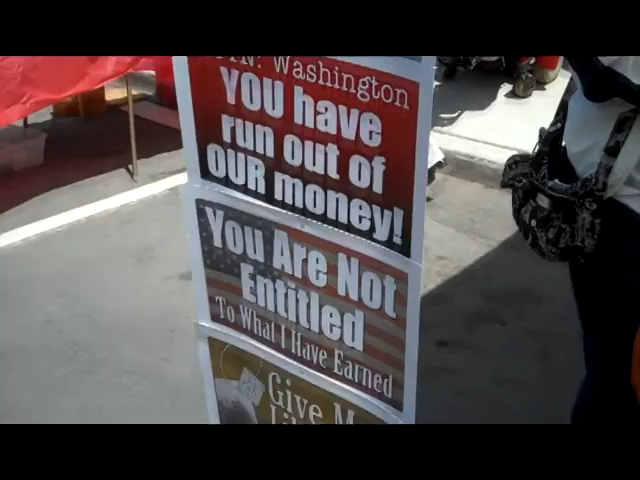 Washington
YOU have
run out of
OUR money!
You Are Not
Entitled
To What I Have Earned
Give